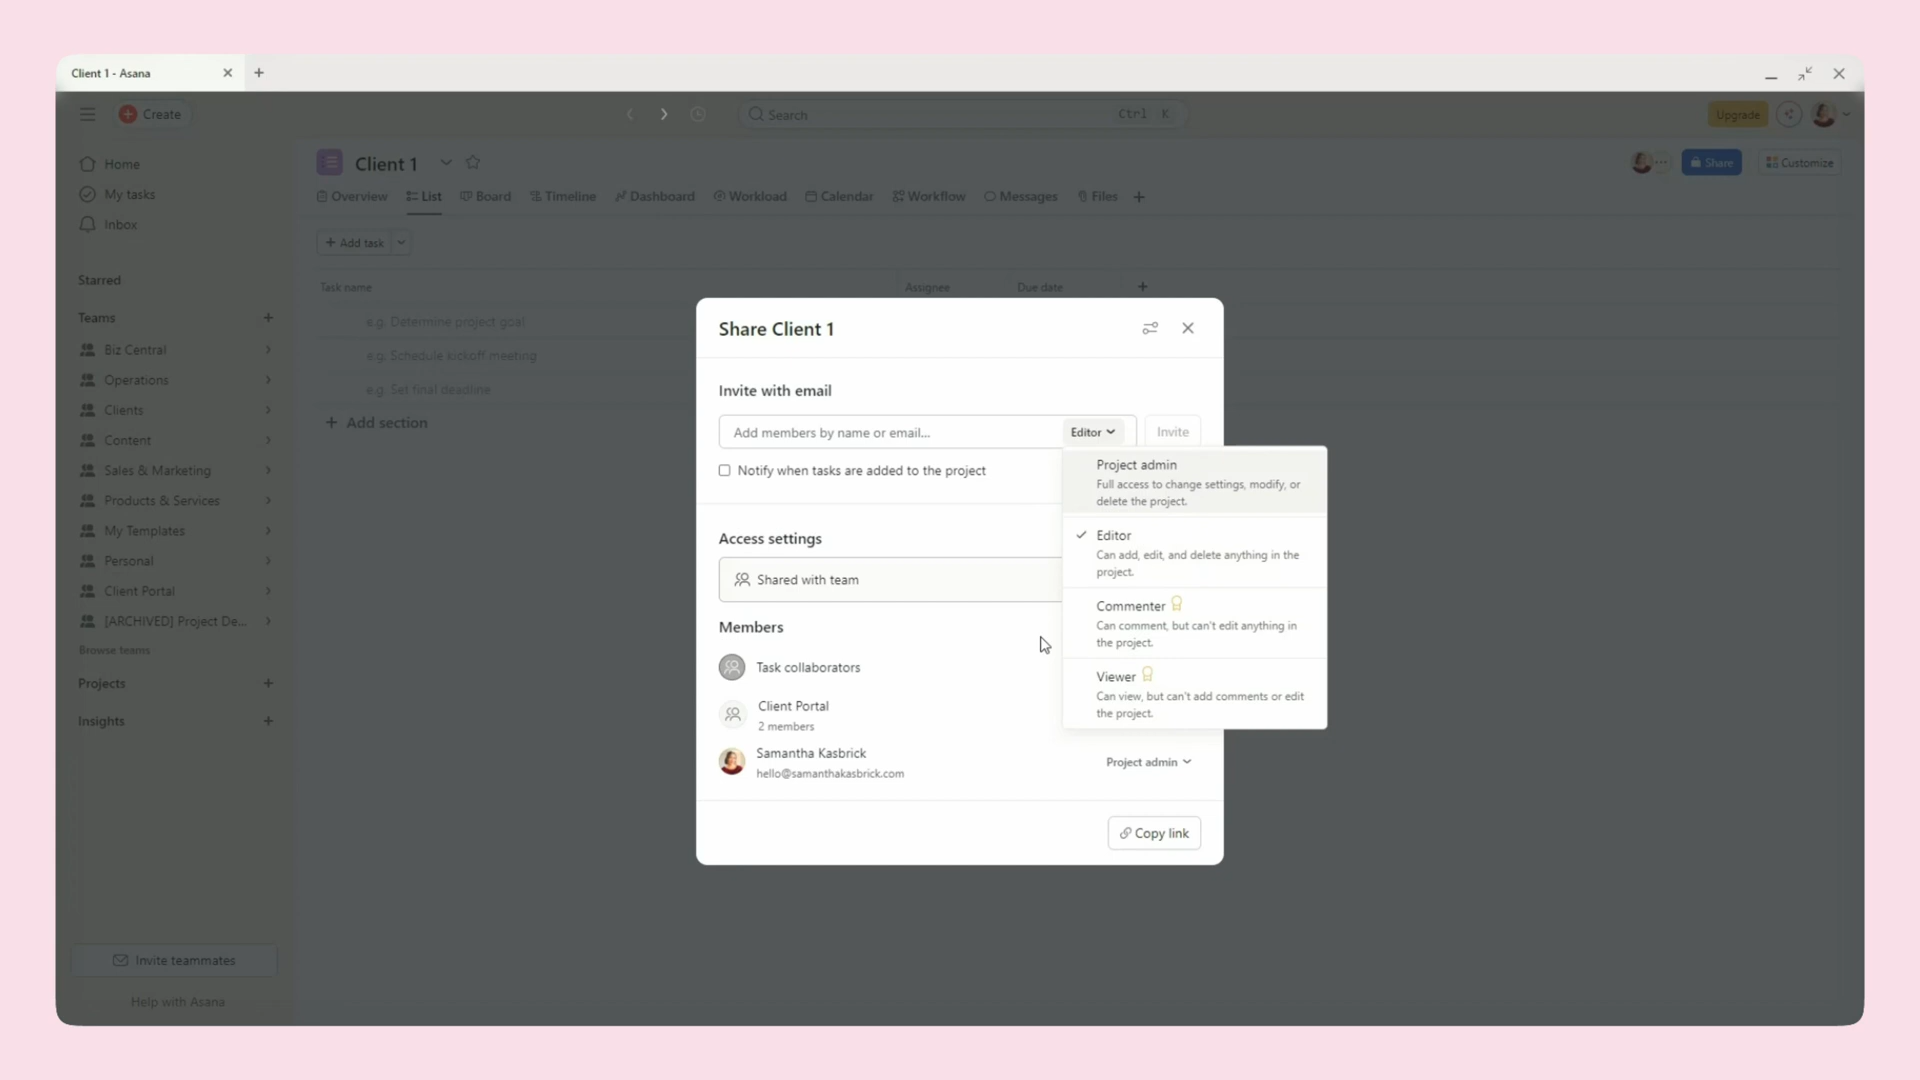 Client 1 - Asana
Create
Search
Ctrl K
Upgrade
Home
My tasks
Inbox
Starred
Teams
Biz Central
Operations
Clients
Content
Sales & Marketing
Products & Services
My Templates
Personal
Client Portal
[ARCHIVED] Project De...
Browse teams
Projects
Insights
Invite teammates
Help with Asana
Client 1
Share
Customize
Overview
List
Board
Timeline
Dashboard
Workload
Calendar
Workflow
Messages
Files
Add task
Task name
Assignee
Due date
e.g. Determine project goal
e.g. Schedule kickoff meeting
e.g. Set final deadline
Add section
Share Client 1
Invite with email
Add members by name or email...
Editor
Invite
Notify when tasks are added to the project
Project admin
Full access to change settings, modify, or
delete the project.
Editor
Can add, edit, and delete anything in the
project.
Commenter
Can comment, but can't edit anything in
the project.
Viewer
Can view, but can't add comments or edit
the project.
Access settings
Shared with team
Members
Task collaborators
Client Portal
2 members
Samantha Kasbrick
hello@samanthakasbrick.com
Project admin
Copy link